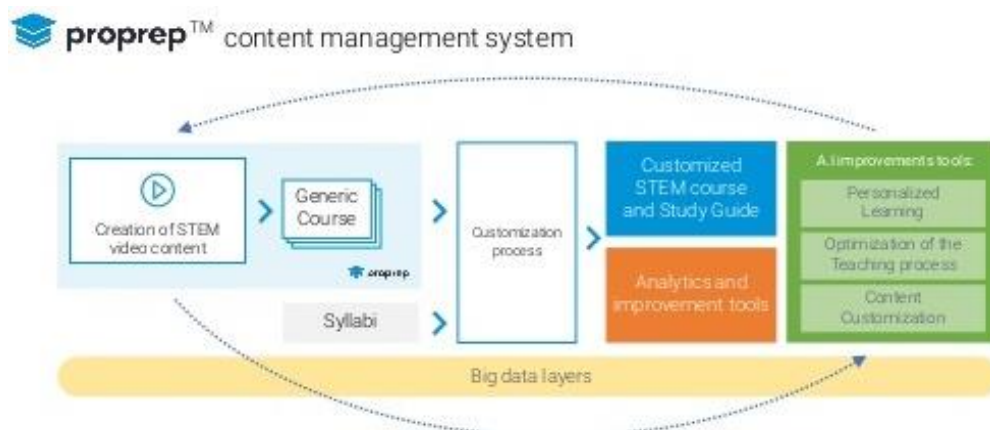 proprep™ content management system
Creation of STEM
video content
Generic
Course
proprep
Syllabi
Customization
process
Customized
STEM course
and Study Guide
Analytics and
improvement tools
A.I improvements tools:
Personalized
Learning
Optimization of the
Teaching process
Content
Customization
Big data layers